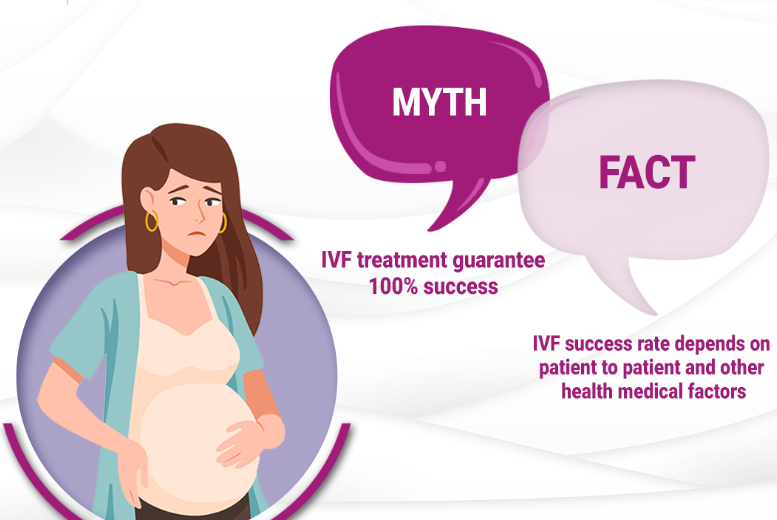 MYTH
IVF treatment guarantee
100% success
FACT
IVF success rate depends on
patient to patient and other
health medical factors